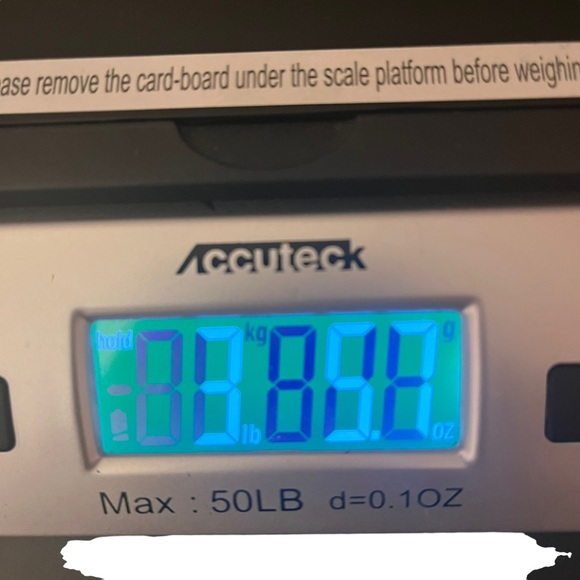 ase remove the card-board under the scale platform before weighin
ACCUTECK
hold kg g
lb oz
Max : 50LB d=0.1OZ